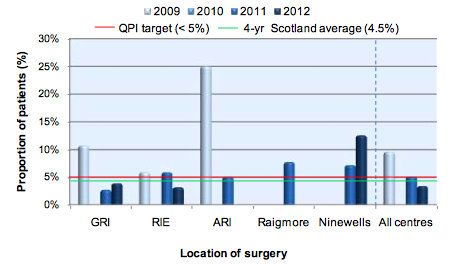 2009 2010 2011 2012
QPI target (< 5%) 4-yr Scotland average (4.5%)
Proportion of patients (%)
30%
25%
20%
15%
10%
5%
0%
GRI RIE ARI Raigmore Ninewells All centres
Location of surgery